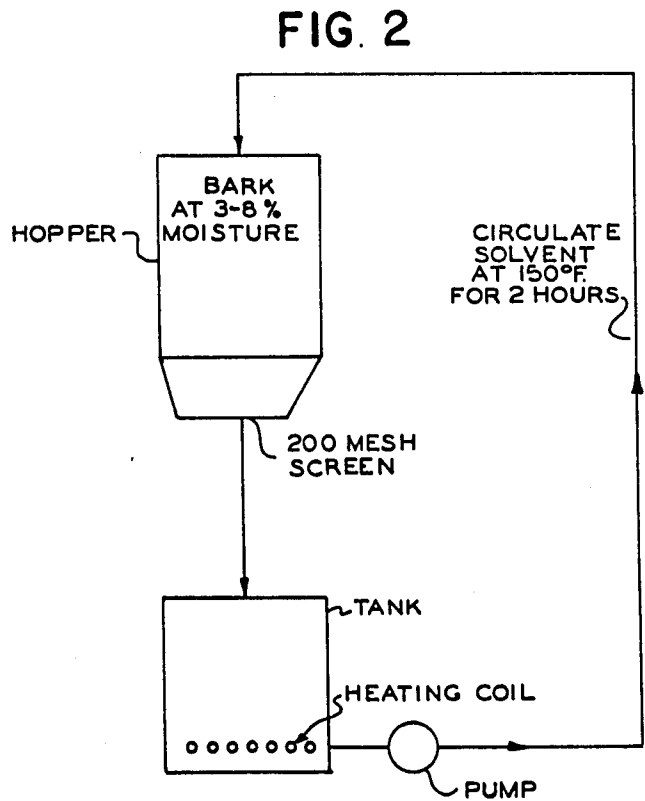 FIG. 2
BARK
AT 3-8%
MOISTURE
HOPPER
CIRCULATE
SOLVENT
AT 150°F.
FOR 2 HOURS
200 MESH
SCREEN
TANK
HEATING COIL
PUMP